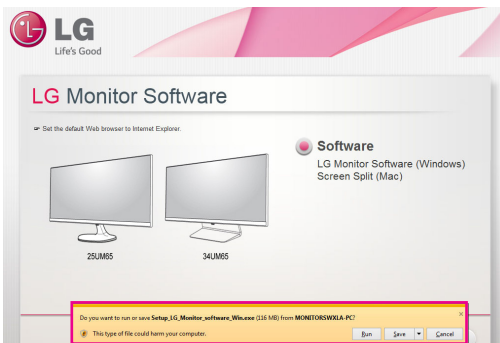 LG
Life's Good
LG Monitor Software
☞ Set the default Web browser to Internet Explorer.
Software
LG Monitor Software (Windows)
Screen Split (Mac)
25UM65
34UM65
Do you want to run or save Setup_LG_Monitor_software_Win.exe (116 MB) from MONITORSWXLA-PC?
This type of file could harm your computer.
Run Save Cancel